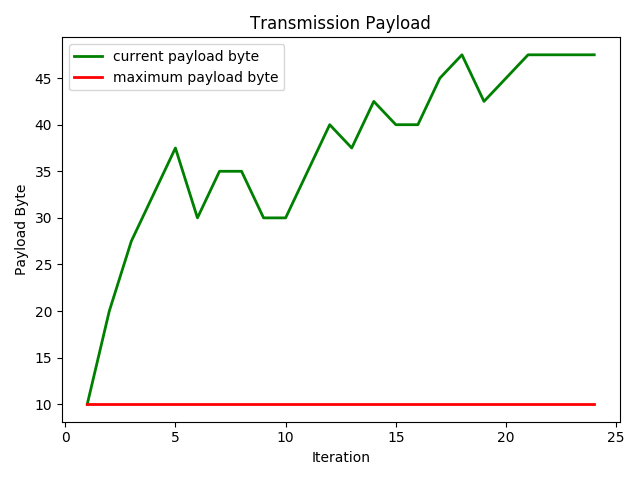 Transmission Payload
current payload byte
maximum payload byte
Payload Byte
45
40
35
30
25
20
15
10
0 5 10 15 20 25
Iteration